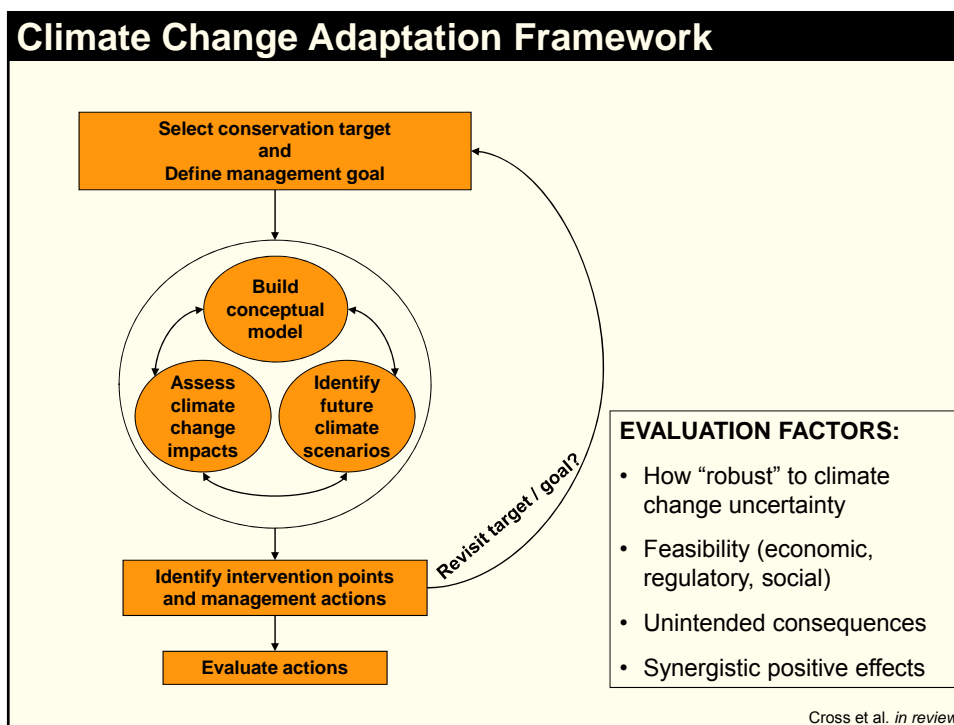 Climate Change Adaptation Framework
Select conservation target
and
Define management goal
Build
conceptual
model
Assess
climate
change
impacts
Identify
future
climate
scenarios
Revisit target / goal?
Identify intervention points
and management actions
Evaluate actions
EVALUATION FACTORS:
• How “robust” to climate
change uncertainty
• Feasibility (economic,
regulatory, social)
• Unintended consequences
• Synergistic positive effects
Cross et al. in review